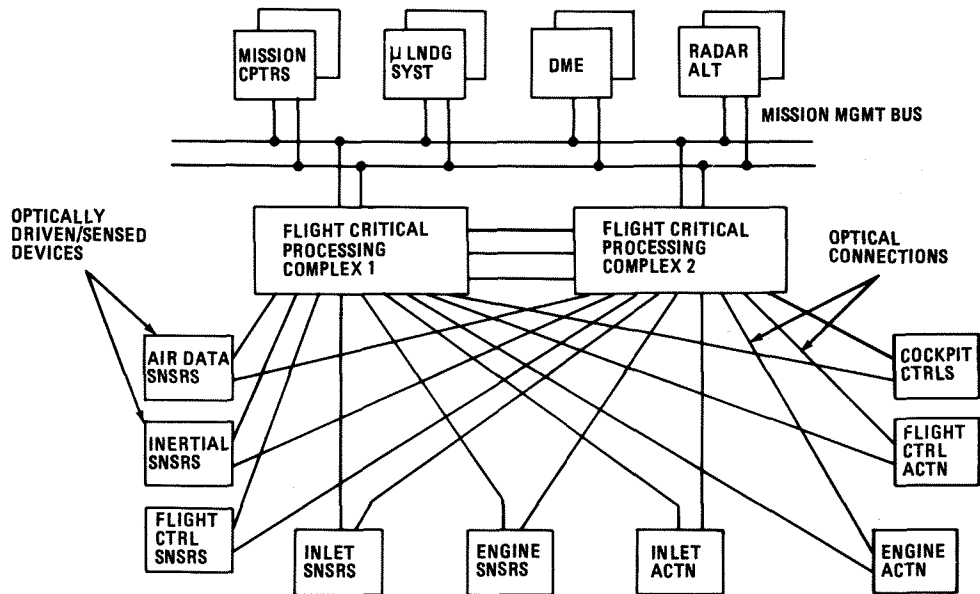 MISSION
CPTRS
μ LNDG
SYST
DME
RADAR
ALT
MISSION MGMT BUS
OPTICALLY
DRIVEN/SENSED
DEVICES
FLIGHT CRITICAL
PROCESSING
COMPLEX 1
FLIGHT CRITICAL
PROCESSING
COMPLEX 2
OPTICAL
CONNECTIONS
AIR DATA
SNSRS
COCKPIT
CTRLS
INERTIAL
SNSRS
FLIGHT
CTRL
ACTN
FLIGHT
CTRL
SNSRS
INLET
SNSRS
ENGINE
SNSRS
INLET
ACTN
ENGINE
ACTN